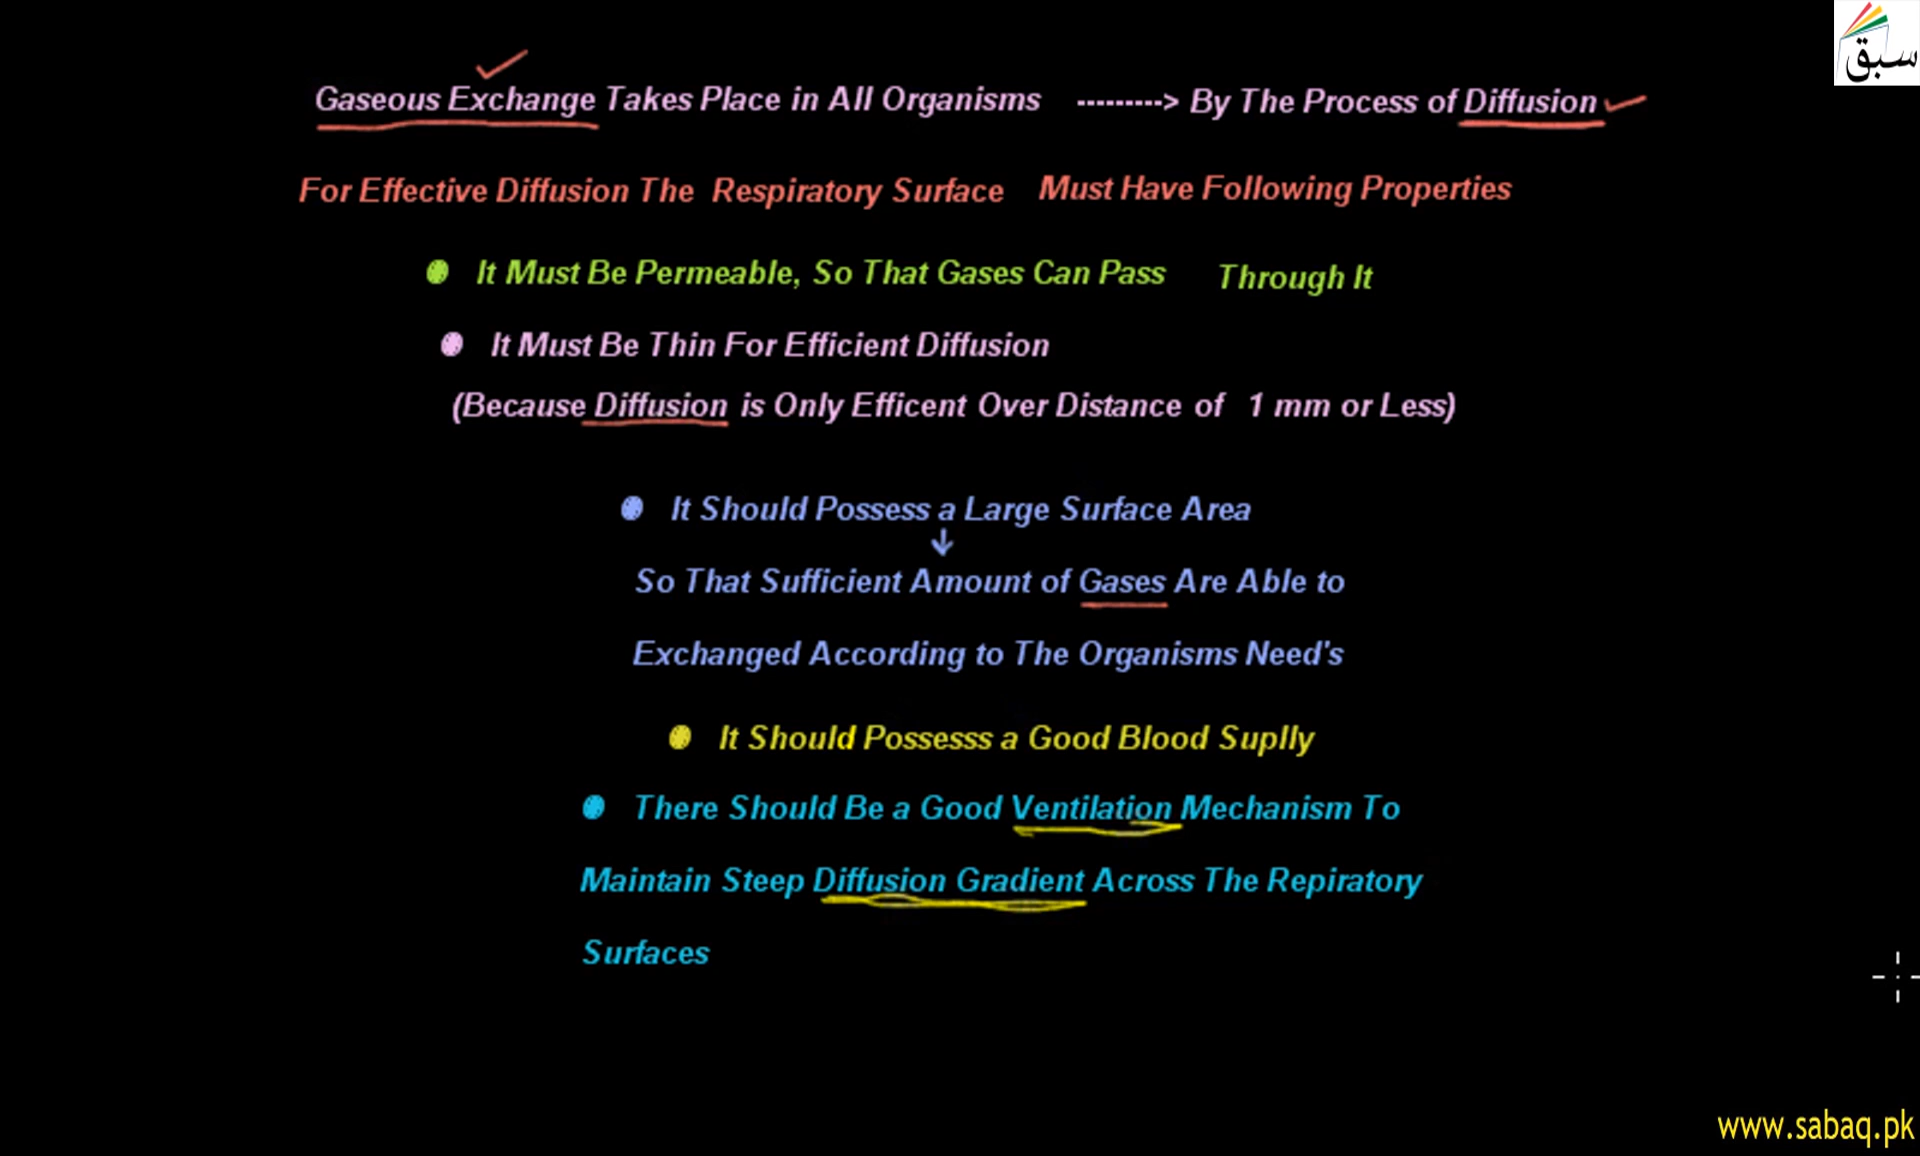 سبق
Gaseous Exchange Takes Place in All Organisms ---------> By The Process of Diffusion
For Effective Diffusion The Respiratory Surface Must Have Following Properties
It Must Be Permeable, So That Gases Can Pass Through It
It Must Be Thin For Efficient Diffusion
(Because Diffusion is Only Efficent Over Distance of 1 mm or Less)
It Should Possess a Large Surface Area
So That Sufficient Amount of Gases Are Able to
Exchanged According to The Organisms Need's
It Should Possesss a Good Blood Suplly
There Should Be a Good Ventilation Mechanism To
Maintain Steep Diffusion Gradient Across The Repiratory
Surfaces
www.sabaq.pk